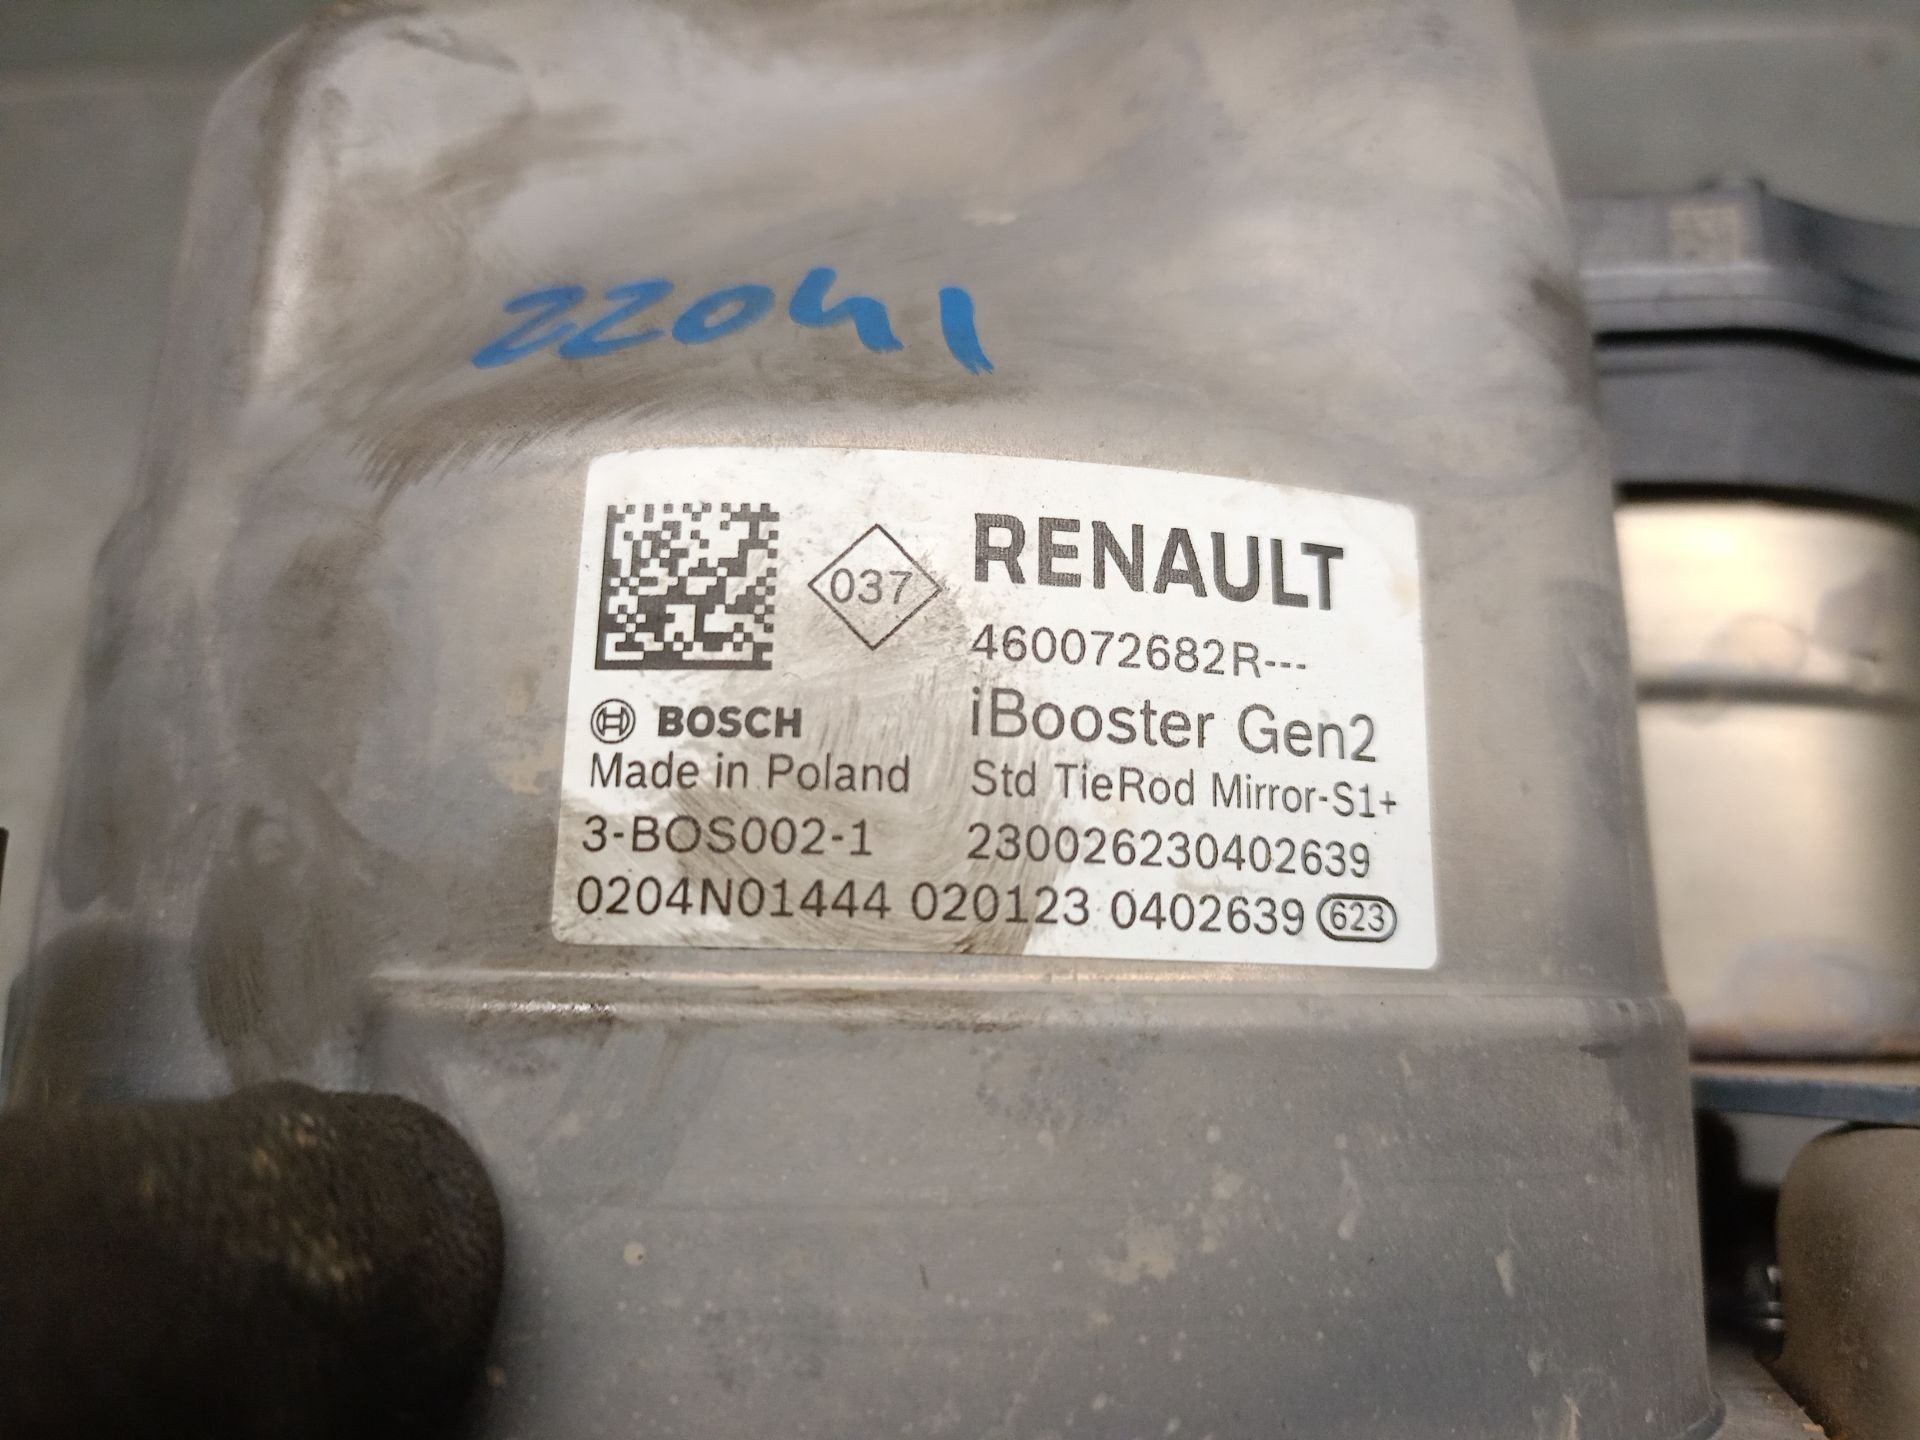 22041
037
RENAULT
460072682R---
BOSCH
iBooster Gen2
Made in Poland
Std TieRod Mirror-S1+
3-BOS002-1
230026230402639
0204N01444 020123 0402639 623